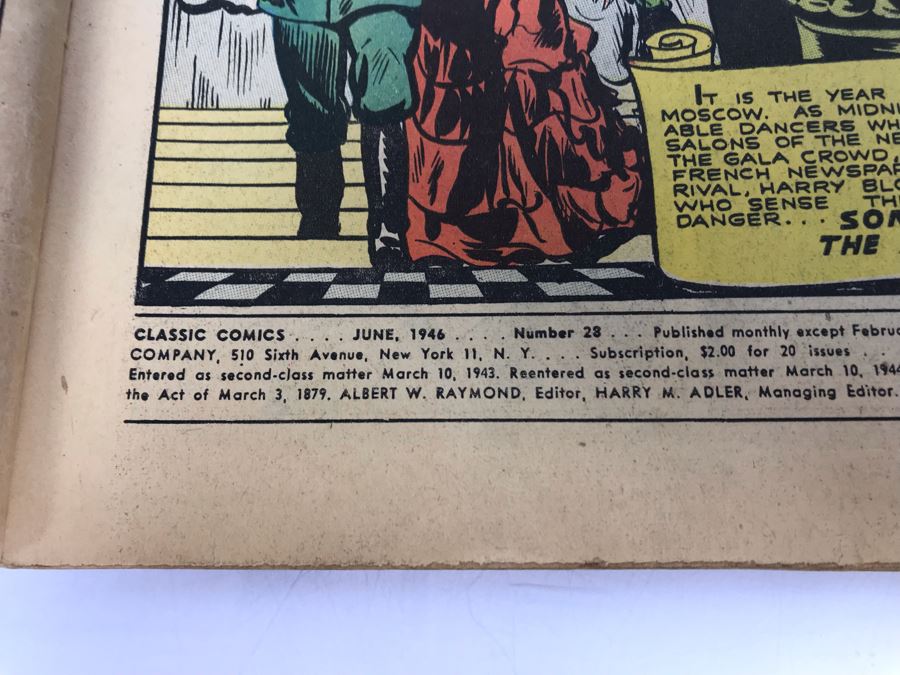 IT IS THE YEAR
MOSCOW. AS MIDNI
ABLE DANCERS WH
SALONS OF THE NE
THE GALA CROWD,
FRENCH NEWSPAP
RIVAL, HARRY BLO
WHO SENSE TH
DANGER... SON
THE
CLASSIC COMICS .... JUNE, 1946 .... Number 28 ... Published monthly except Februa
COMPANY, 510 Sixth Avenue, New York 11, N. Y. .... Subscription, $2.00 for 20 issues ..
Entered as second-class matter March 10, 1943. Reentered as second-class matter March 10, 1944
the Act of March 3, 1879. ALBERT W. RAYMOND, Editor, HARRY M. ADLER, Managing Editor.